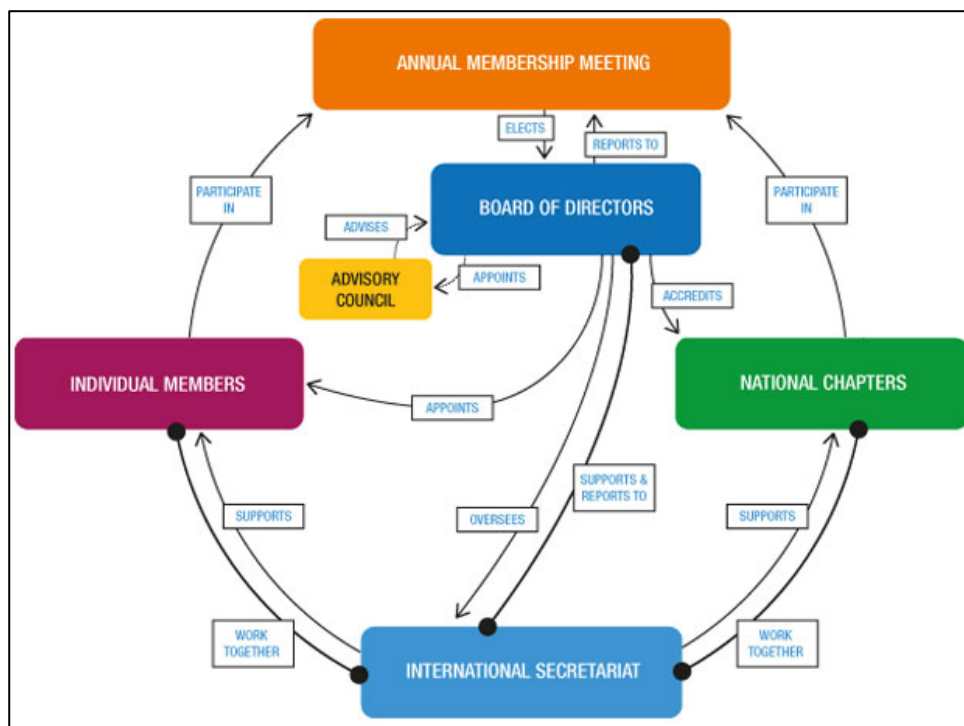 ANNUAL MEMBERSHIP MEETING
ELECTS
REPORTS TO
PARTICIPATE
IN
BOARD OF DIRECTORS
PARTICIPATE
IN
ADVISES
ADVISORY
COUNCIL
APPOINTS
ACCREDITS
INDIVIDUAL MEMBERS
APPOINTS
NATIONAL CHAPTERS
SUPPORTS
OVERSEES
SUPPORTS &
REPORTS TO
SUPPORTS
WORK
TOGETHER
INTERNATIONAL SECRETARIAT
WORK
TOGETHER